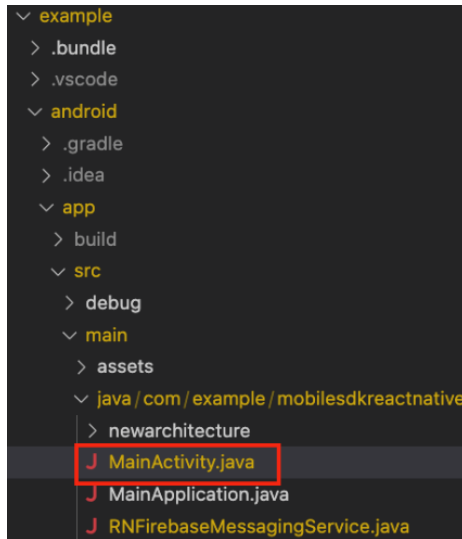 example
.bundle
.vscode
android
.gradle
.idea
app
build
src
debug
main
assets
java/com/example/mobilesdkreactnative
newarchitecture
J MainActivity.java
J MainApplication.java
J RNFirebaseMessagingService.java